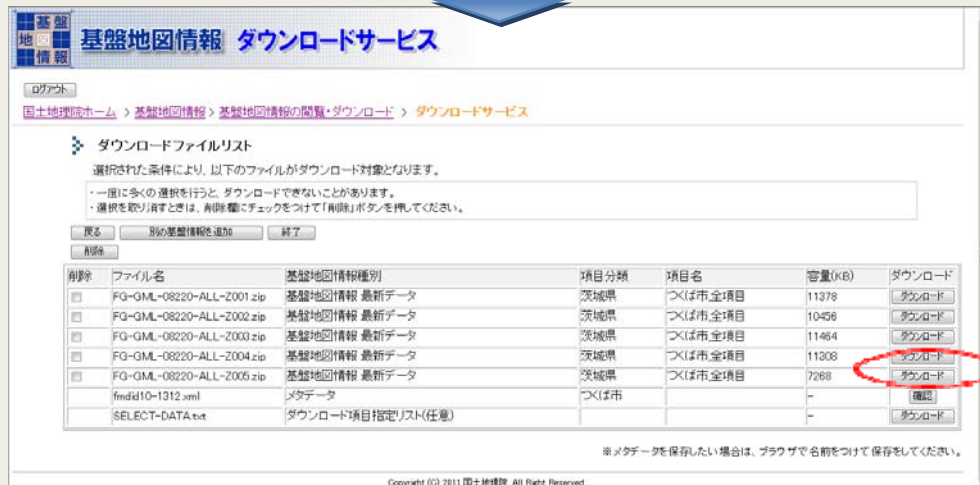 基盤
地図
情報
基盤地図情報 ダウンロードサービス
ログアウト
国土地理院ホーム > 基盤地図情報 > 基盤地図情報の閲覧・ダウンロード > ダウンロードサービス
ダウンロードファイルリスト
選択された条件により、以下のファイルがダウンロード対象となります。
・一度に多くの選択を行うと、ダウンロードできないことがあります。
・選択を取り消すときは、削除欄にチェックをつけて「削除」ボタンを押してください。
戻る 別の基盤情報を追加 終了
削除
削除 ファイル名 基盤地図情報種別 項目分類 項目名 容量(KB) ダウンロード
FG-GML-08220-ALL-Z001.zip 基盤地図情報 最新データ 茨城県 つくば市,全項目 11378 ダウンロード
FG-GML-08220-ALL-Z002.zip 基盤地図情報 最新データ 茨城県 つくば市,全項目 10456 ダウンロード
FG-GML-08220-ALL-Z003.zip 基盤地図情報 最新データ 茨城県 つくば市,全項目 11464 ダウンロード
FG-GML-08220-ALL-Z004.zip 基盤地図情報 最新データ 茨城県 つくば市,全項目 11308 ダウンロード
FG-GML-08220-ALL-Z005.zip 基盤地図情報 最新データ 茨城県 つくば市,全項目 7268 ダウンロード
fmdid10-1312.xml メタデータ つくば市 - 確認
SELECT-DATA.txt ダウンロード項目指定リスト(任意) - ダウンロード
※メタデータを保存したい場合は、ブラウザで名前をつけて保存をしてください。
Copyright (C) 2011 国土地理院. All Right Reserved.